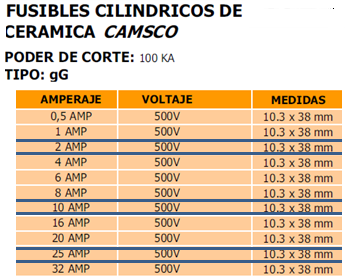 FUSIBLES CILINDRICOS DE
CERAMICA CAMSCO
PODER DE CORTE: 100 KA
TIPO: gG
AMPERAJE VOLTAJE MEDIDAS
0,5 AMP 500V 10.3 x 38 mm
1 AMP 500V 10.3 x 38 mm
2 AMP 500V 10.3 x 38 mm
4 AMP 500V 10.3 x 38 mm
6 AMP 500V 10.3 x 38 mm
8 AMP 500V 10.3 x 38 mm
10 AMP 500V 10.3 x 38 mm
16 AMP 500V 10.3 x 38 mm
20 AMP 500V 10.3 x 38 mm
25 AMP 500V 10.3 x 38 mm
32 AMP 500V 10.3 x 38 mm